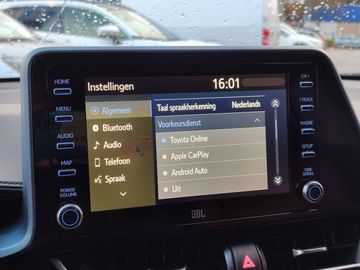 Instellingen 16:01
HOME
MENU
AUDIO
MAP
POWER
VOLUME
Algemeen
Bluetooth
Audio
Telefoon
Spraak
Taal spraakherkenning Nederlands
Voorkeursdienst
Toyota Online
Apple CarPlay
Android Auto
Uit
TRACK
PHONE
SETUP
TUNE
SCROLL
JBL